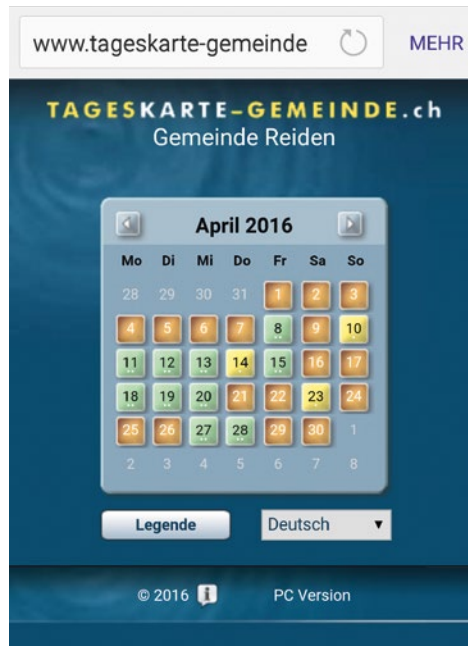 www.tageskarte-gemeinde MEHR
TAGESKARTE-GEMEINDE.ch
Gemeinde Reiden
April 2016
Mo Di Mi Do Fr Sa So
28 29 30 31 1 2 3
4 5 6 7 8 9 10
11 12 13 14 15 16 17
18 19 20 21 22 23 24
25 26 27 28 29 30 1
2 3 4 5 6 7 8
Legende Deutsch
© 2016 i PC Version